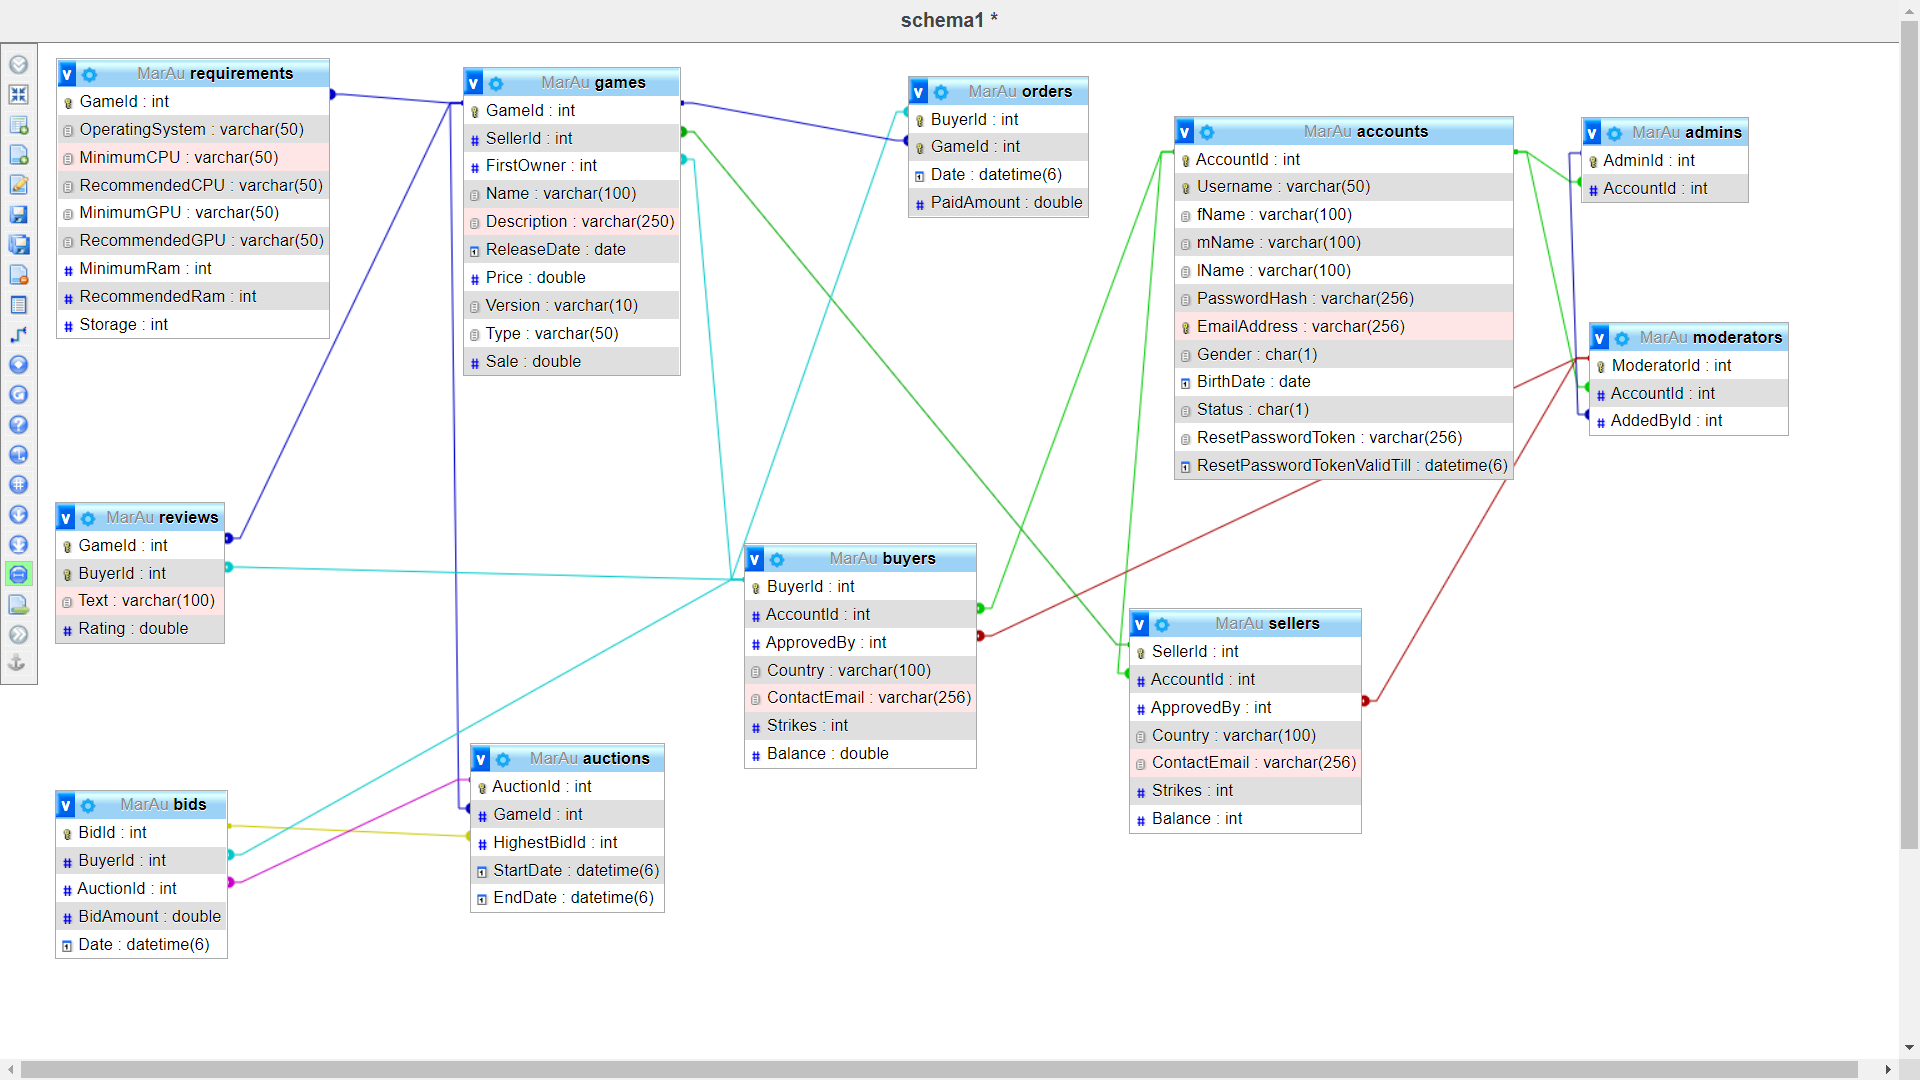 schema1 *
v MarAu requirements
GameId : int
OperatingSystem : varchar(50)
MinimumCPU : varchar(50)
RecommendedCPU : varchar(50)
MinimumGPU : varchar(50)
RecommendedGPU : varchar(50)
# MinimumRam : int
# RecommendedRam : int
# Storage : int
v MarAu games
GameId : int
# SellerId : int
# FirstOwner : int
Name : varchar(100)
Description : varchar(250)
ReleaseDate : date
# Price : double
Version : varchar(10)
Type : varchar(50)
# Sale : double
v MarAu orders
BuyerId : int
GameId : int
Date : datetime(6)
# PaidAmount : double
v MarAu accounts
AccountId : int
Username : varchar(50)
fName : varchar(100)
mName : varchar(100)
lName : varchar(100)
PasswordHash : varchar(256)
EmailAddress : varchar(256)
Gender : char(1)
BirthDate : date
Status : char(1)
ResetPasswordToken : varchar(256)
ResetPasswordTokenValidTill : datetime(6)
v MarAu admins
AdminId : int
# AccountId : int
v MarAu moderators
ModeratorId : int
# AccountId : int
# AddedById : int
v MarAu reviews
GameId : int
BuyerId : int
Text : varchar(100)
# Rating : double
v MarAu buyers
BuyerId : int
# AccountId : int
# ApprovedBy : int
Country : varchar(100)
ContactEmail : varchar(256)
# Strikes : int
# Balance : double
v MarAu sellers
SellerId : int
# AccountId : int
# ApprovedBy : int
Country : varchar(100)
ContactEmail : varchar(256)
# Strikes : int
# Balance : int
v MarAu auctions
AuctionId : int
# GameId : int
# HighestBidId : int
StartDate : datetime(6)
EndDate : datetime(6)
v MarAu bids
BidId : int
# BuyerId : int
# AuctionId : int
# BidAmount : double
Date : datetime(6)